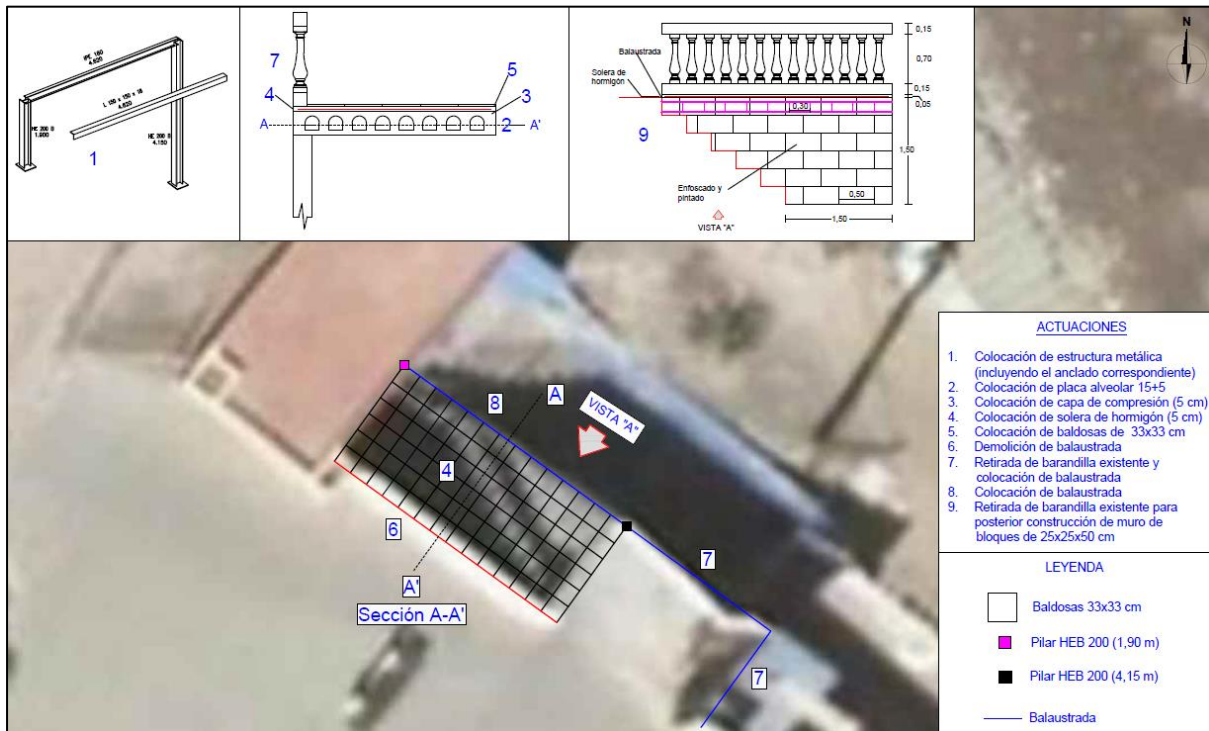 IPE 180
4.620
L 150 x 150 x 18
4.620
HE 200 B
1.900
HE 200 B
4.150
1
7
4
5
3
A
A'
2
Balaustrada
Solera de
hormigón
0,15
0,70
0,15
0,05
0,30
9
1,50
Enfoscado y
pintado
0,50
1,50
VISTA "A"
N
8
A
VISTA "A"
4
6
A'
Sección A-A'
7
7
ACTUACIONES
1. Colocación de estructura metálica
(incluyendo el anclado correspondiente)
2. Colocación de placa alveolar 15+5
3. Colocación de capa de compresión (5 cm)
4. Colocación de solera de hormigón (5 cm)
5. Colocación de baldosas de 33x33 cm
6. Demolición de balaustrada
7. Retirada de barandilla existente y
colocación de balaustrada
8. Colocación de balaustrada
9. Retirada de barandilla existente para
posterior construcción de muro de
bloques de 25x25x50 cm
LEYENDA
Baldosas 33x33 cm
Pilar HEB 200 (1,90 m)
Pilar HEB 200 (4,15 m)
Balaustrada